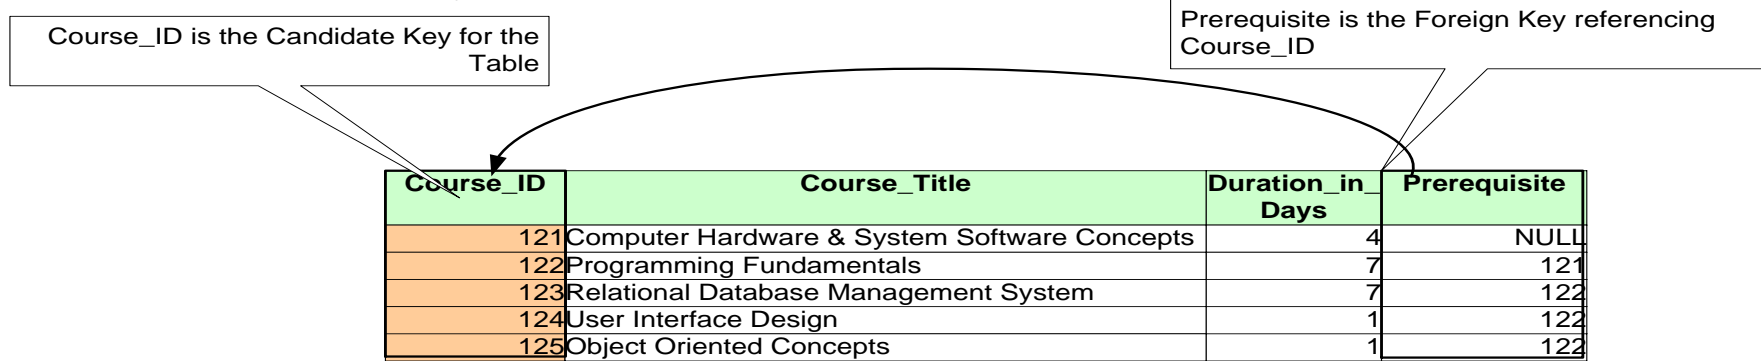 Course_ID is the Candidate Key for the
Table
Prerequisite is the Foreign Key referencing
Course_ID
Course_ID Course_Title Duration_in_
Days Prerequisite
121 Computer Hardware & System Software Concepts 4 NULL
122 Programming Fundamentals 7 121
123 Relational Database Management System 7 122
124 User Interface Design 1 122
125 Object Oriented Concepts 1 122